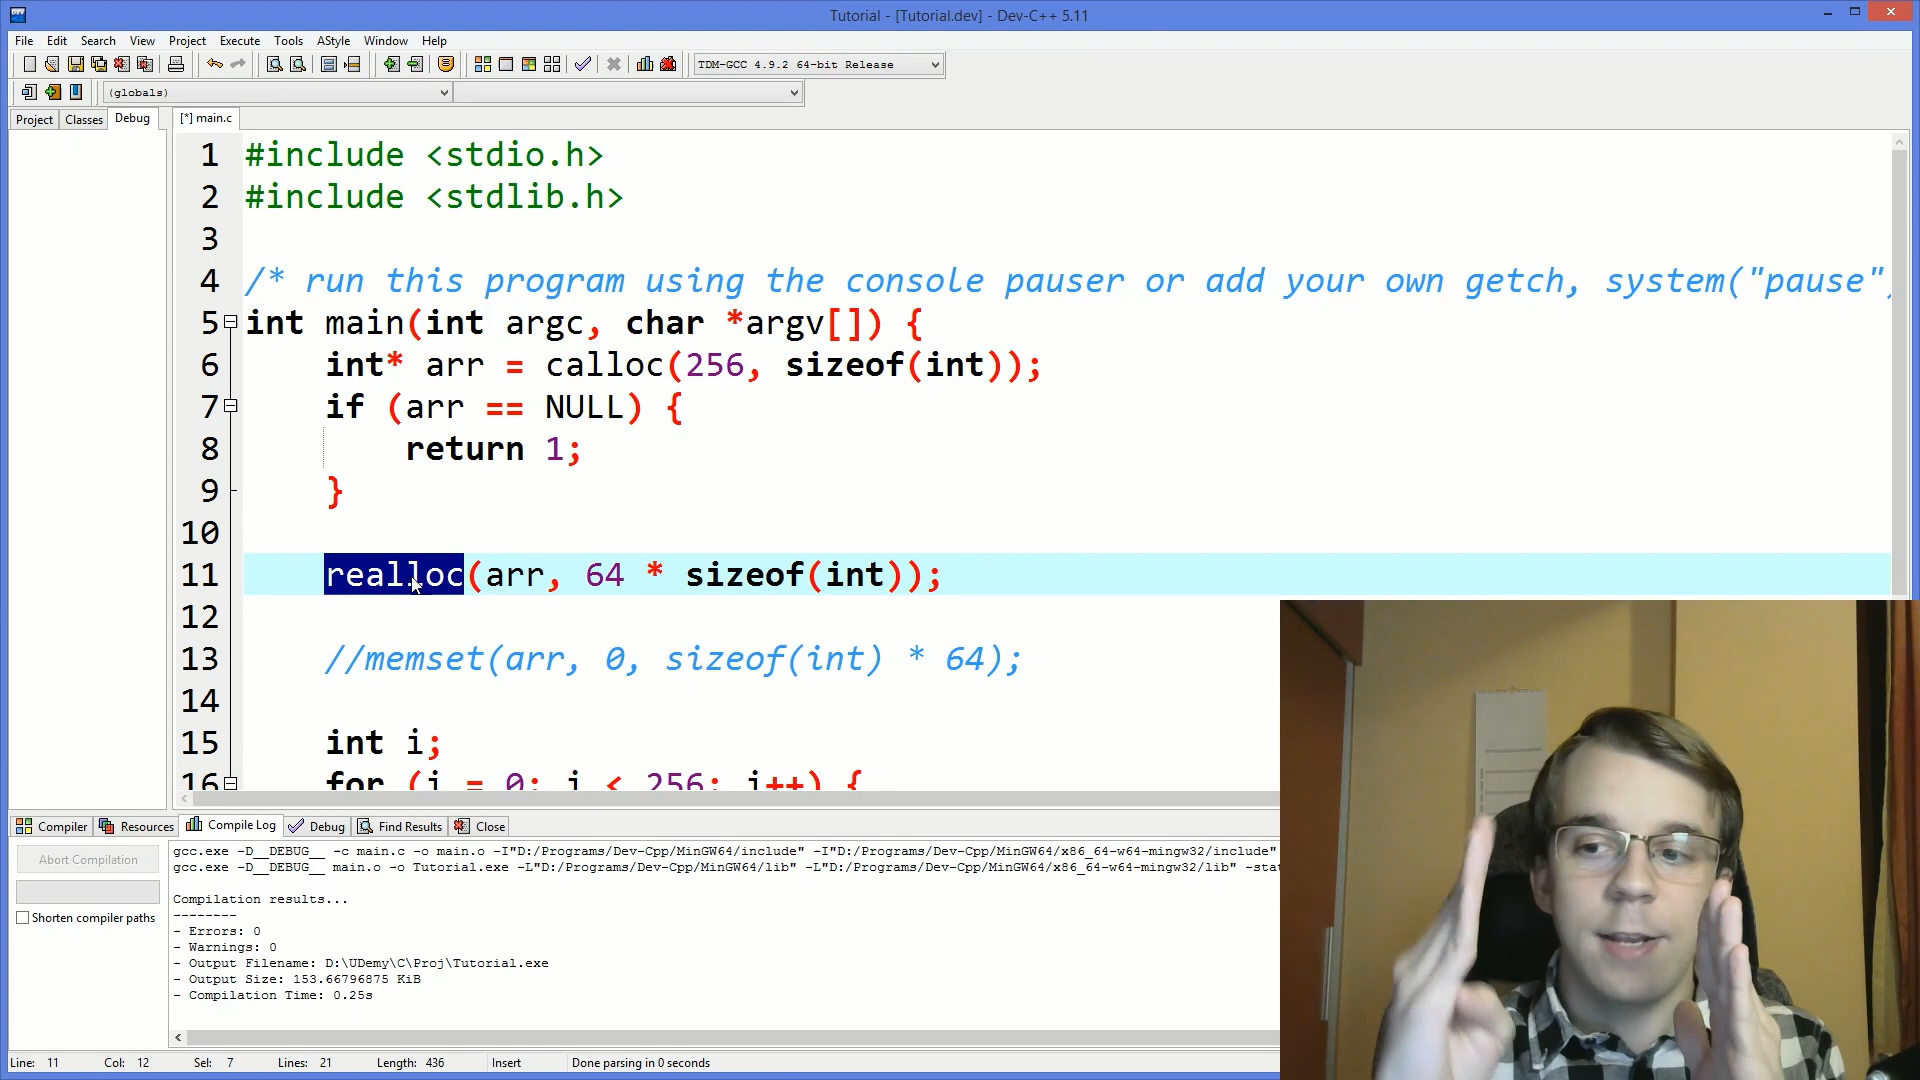 Tutorial - [Tutorial.dev] - Dev-C++ 5.11
File Edit Search View Project Execute Tools AStyle Window Help
TDM-GCC 4.9.2 64-bit Release
(globals)
Project Classes Debug [*] main.c
1 #include <stdio.h>
2 #include <stdlib.h>
3
4 /* run this program using the console pauser or add your own getch, system("pause")
5 int main(int argc, char *argv[]) {
6 int* arr = calloc(256, sizeof(int));
7 if (arr == NULL) {
8 return 1;
9 }
10
11 realloc(arr, 64 * sizeof(int));
12
13 //memset(arr, 0, sizeof(int) * 64);
14
15 int i;
16 for (i = 0; i < 256; i++) {
Compiler Resources Compile Log Debug Find Results Close
Abort Compilation
Shorten compiler paths
gcc.exe -D__DEBUG__ -c main.c -o main.o -I"D:/Programs/Dev-Cpp/MinGW64/include" -I"D:/Programs/Dev-Cpp/MinGW64/x86_64-w64-mingw32/include"
gcc.exe -D__DEBUG__ main.o -o Tutorial.exe -L"D:/Programs/Dev-Cpp/MinGW64/lib" -L"D:/Programs/Dev-Cpp/MinGW64/x86_64-w64-mingw32/lib" -sta
Compilation results...
--------
- Errors: 0
- Warnings: 0
- Output Filename: D:\UDemy\C\Proj\Tutorial.exe
- Output Size: 153.66796875 KiB
- Compilation Time: 0.25s
Line: 11 Col: 12 Sel: 7 Lines: 21 Length: 436 Insert Done parsing in 0 seconds